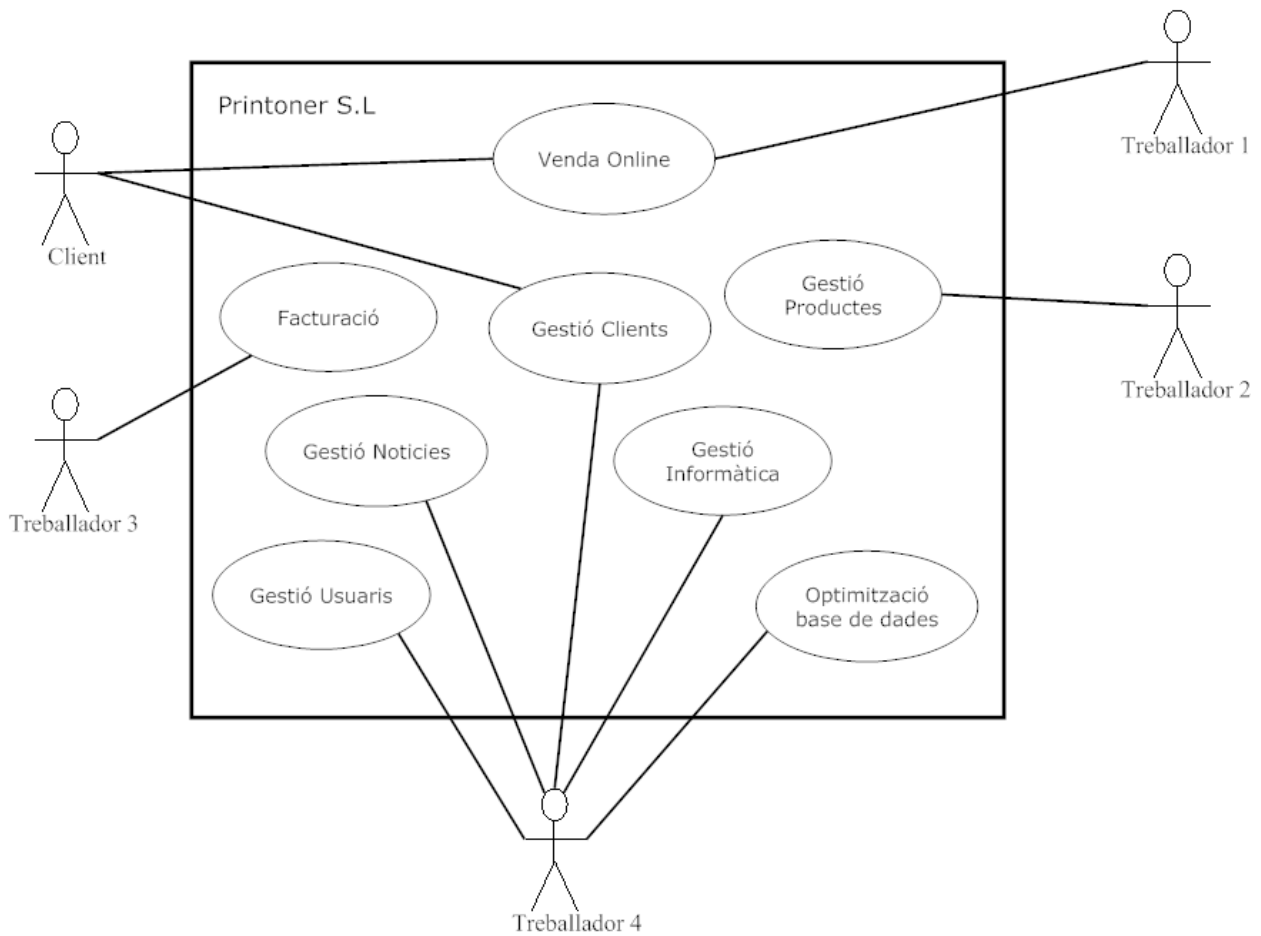 Printoner S.L
Venda Online
Treballador 1
Client
Gestió
Productes
Facturació
Gestió Clients
Treballador 2
Gestió Noticies
Gestió
Informàtica
Treballador 3
Gestió Usuaris
Optimització
base de dades
Treballador 4